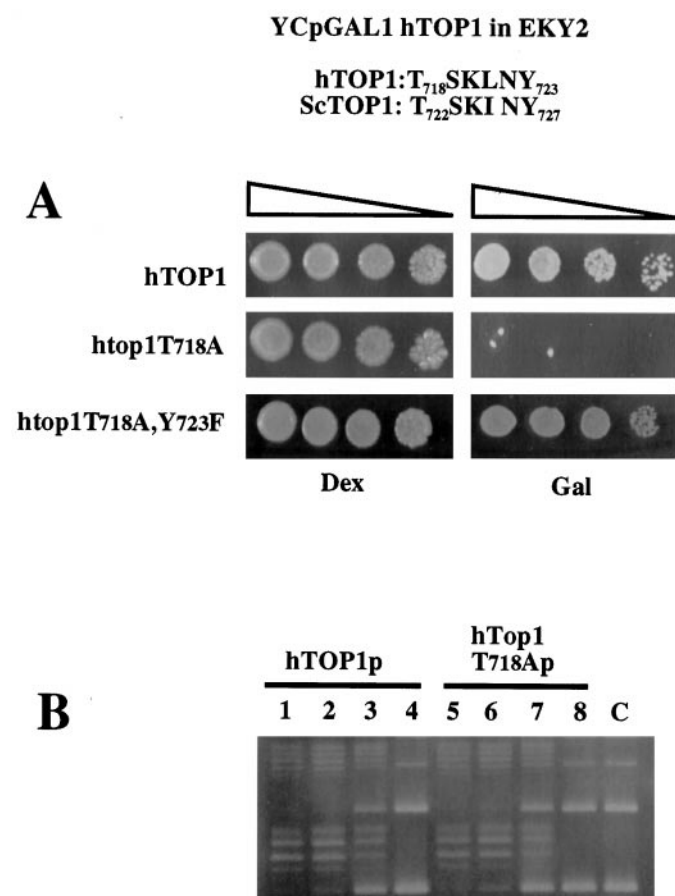 YCpGAL1 hTOP1 in EKY2
hTOP1:T718SKLNY723
ScTOP1: T722SKI NY727
A
hTOP1
htop1T718A
htop1T718A,Y723F
Dex Gal
hTOP1p
hTop1
T718Ap
B
1 2 3 4 5 6 7 8 C